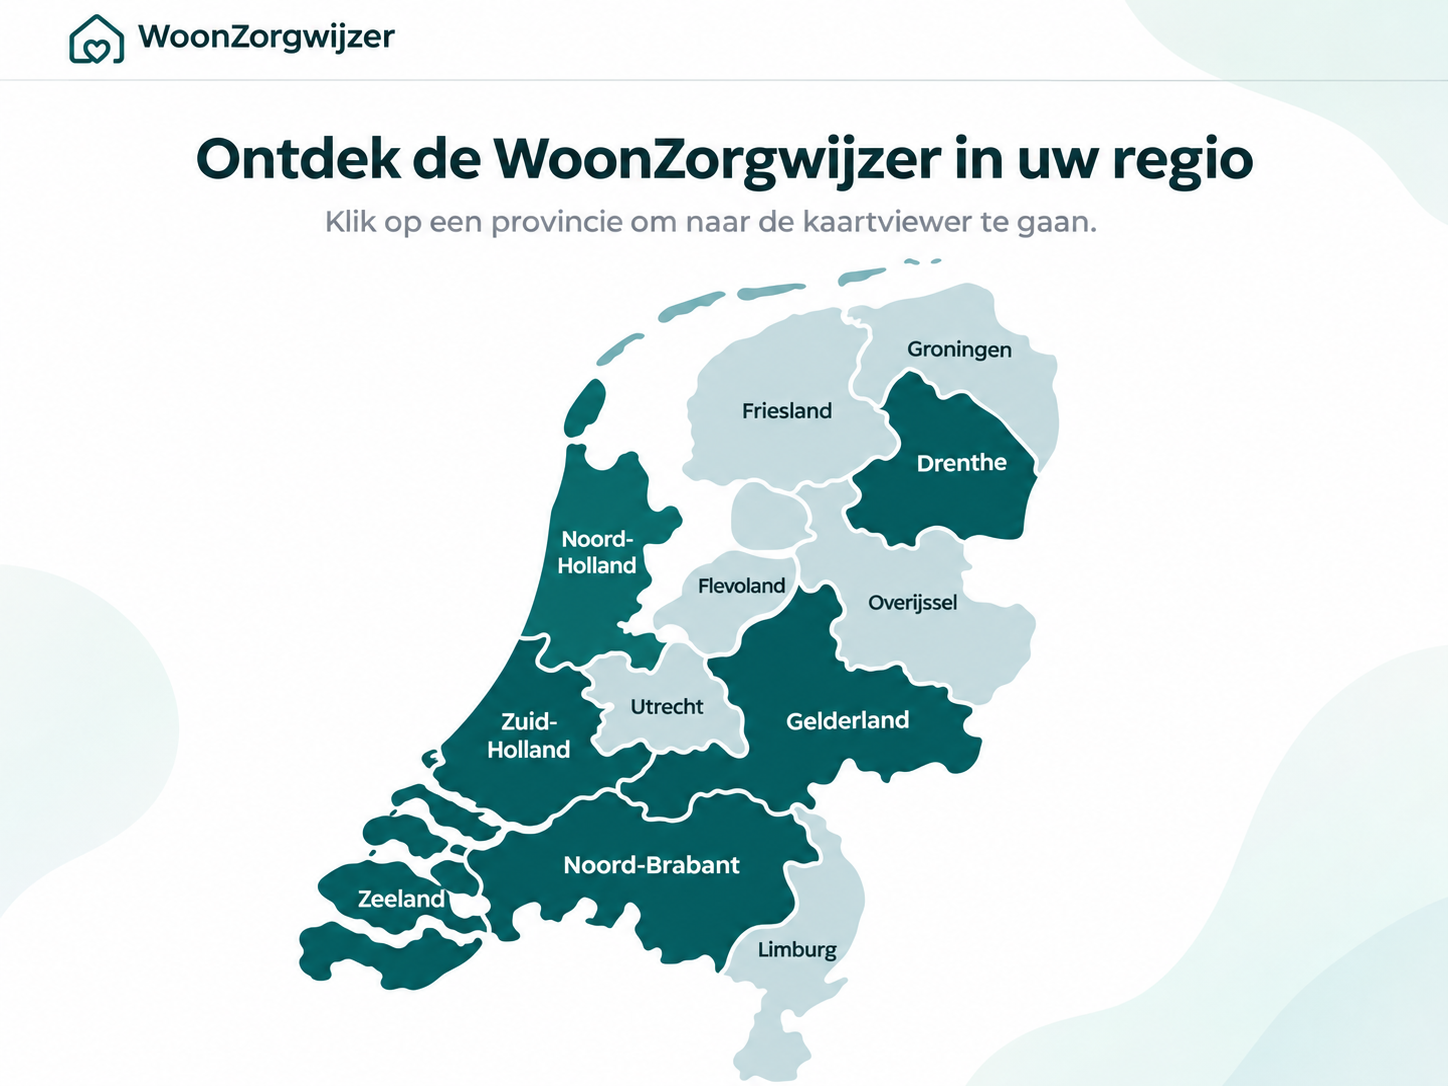 WoonZorgwijzer
Ontdek de WoonZorgwijzer in uw regio
Klik op een provincie om naar de kaartviewer te gaan.
Groningen
Friesland
Drenthe
Noord-
Holland
Flevoland
Overijssel
Utrecht
Zuid-
Holland
Gelderland
Noord-Brabant
Zeeland
Limburg